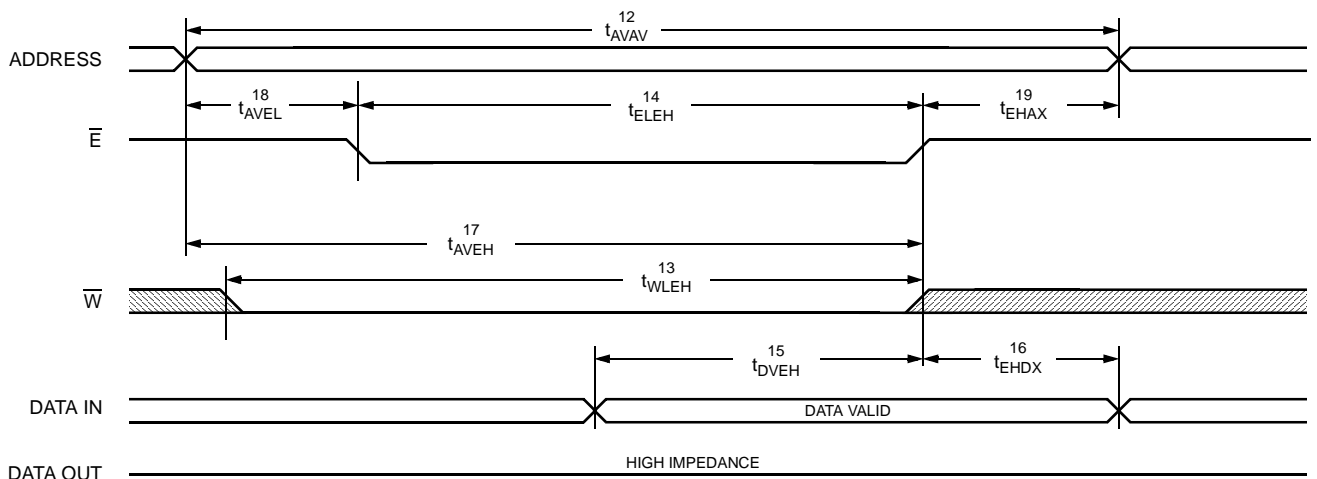 12
tAVAV
ADDRESS
18
tAVEL
14
tELEH
19
tEHAX
E
17
tAVEH
13
tWLEH
W
15
tDVEH
16
tEHDX
DATA IN
DATA VALID
HIGH IMPEDANCE
DATA OUT